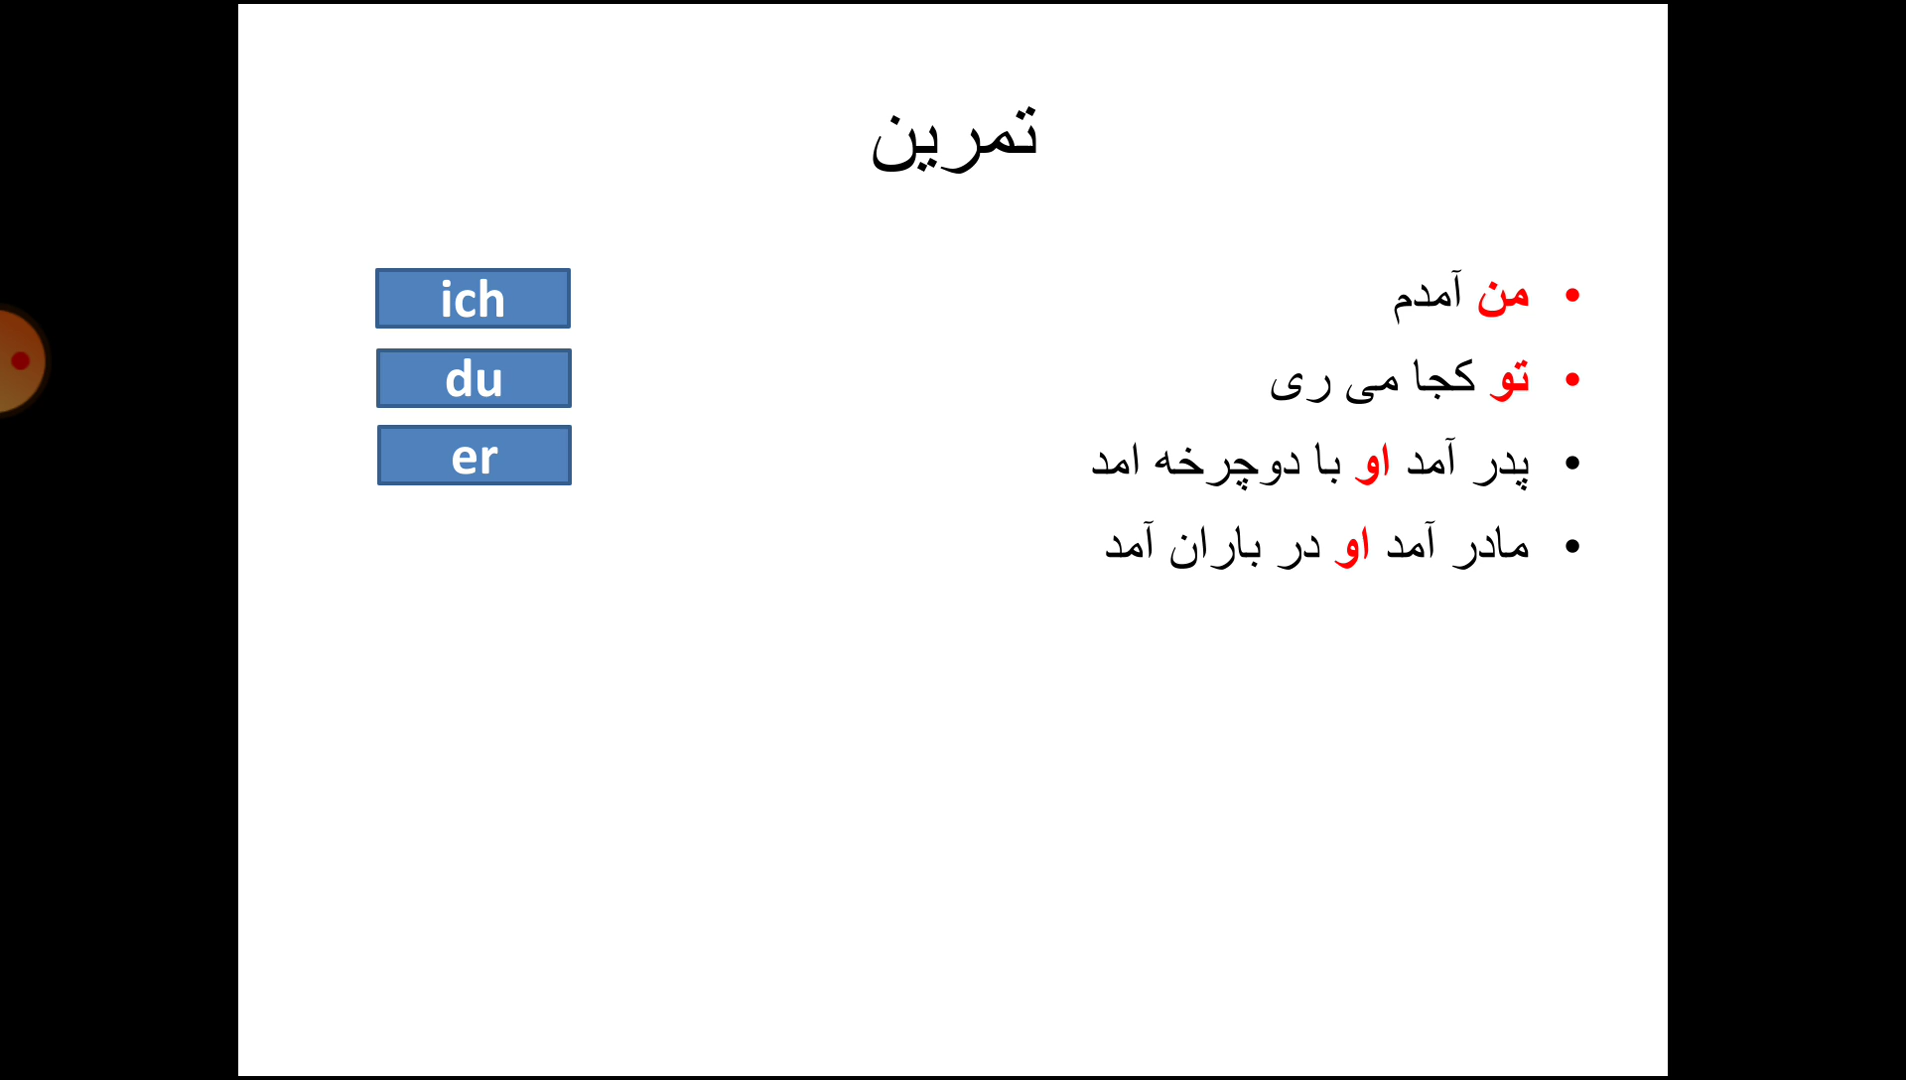 تمرین
من آمدم
ich
تو کجا می ری
du
پدر آمد او با دوچرخه امد
er
مادر آمد او در باران آمد